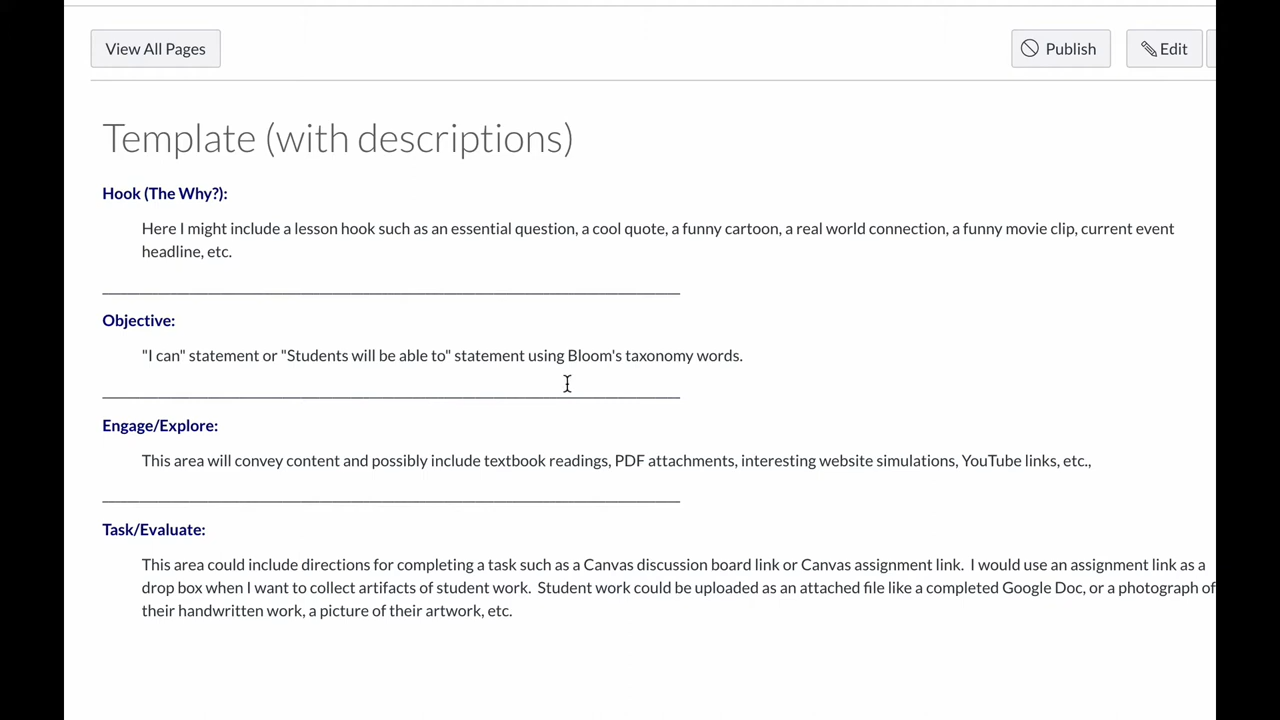 View All Pages
Publish
Edit
Template (with descriptions)
Hook (The Why?):
Here I might include a lesson hook such as an essential question, a cool quote, a funny cartoon, a real world connection, a funny movie clip, current event
headline, etc.
Objective:
"I can" statement or "Students will be able to" statement using Bloom's taxonomy words.
Engage/Explore:
This area will convey content and possibly include textbook readings, PDF attachments, interesting website simulations, YouTube links, etc.,
Task/Evaluate:
This area could include directions for completing a task such as a Canvas discussion board link or Canvas assignment link.  I would use an assignment link as a
drop box when I want to collect artifacts of student work.  Student work could be uploaded as an attached file like a completed Google Doc, or a photograph of
their handwritten work, a picture of their artwork, etc.